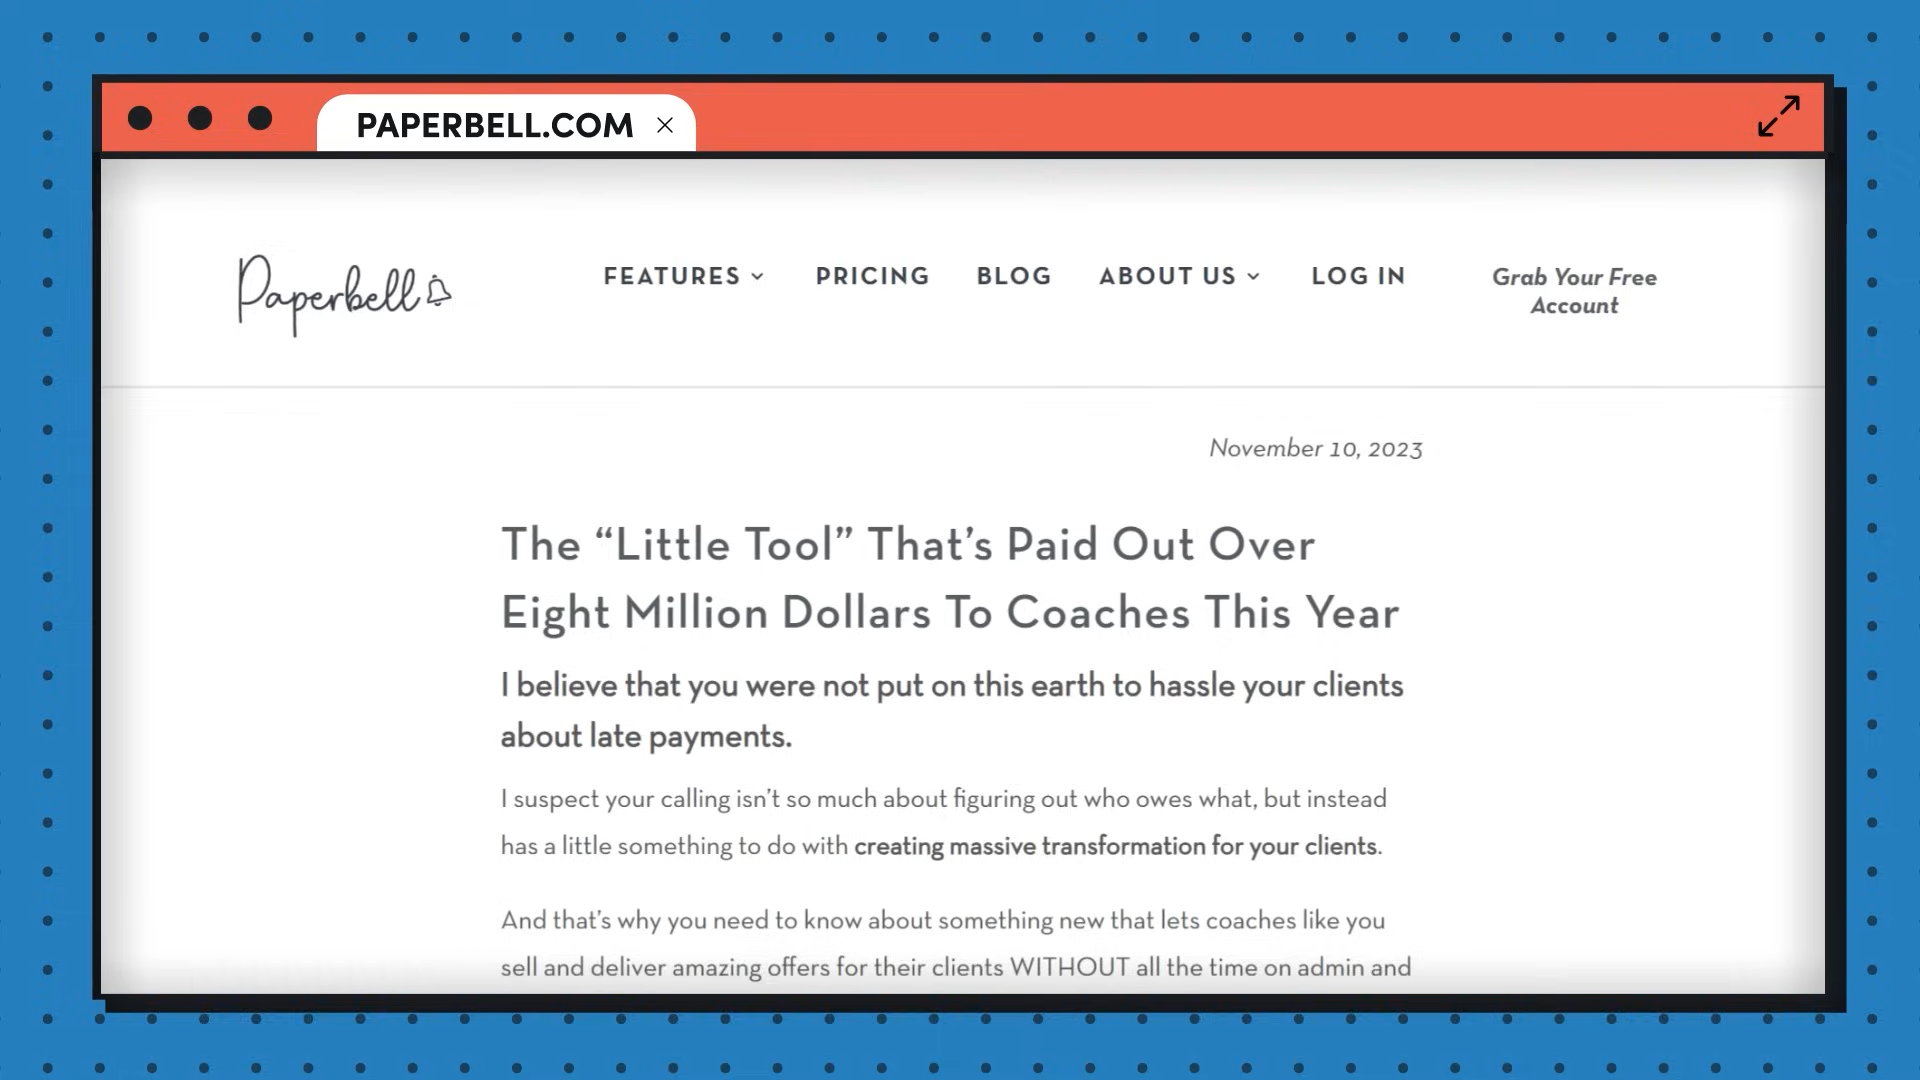 PAPERBELL.COM
Paperbell
FEATURES PRICING BLOG ABOUT US LOG IN
Grab Your Free
Account
November 10, 2023
The “Little Tool” That’s Paid Out Over
Eight Million Dollars To Coaches This Year
I believe that you were not put on this earth to hassle your clients
about late payments.
I suspect your calling isn’t so much about figuring out who owes what, but instead
has a little something to do with creating massive transformation for your clients.
And that’s why you need to know about something new that lets coaches like you
sell and deliver amazing offers for their clients WITHOUT all the time on admin and